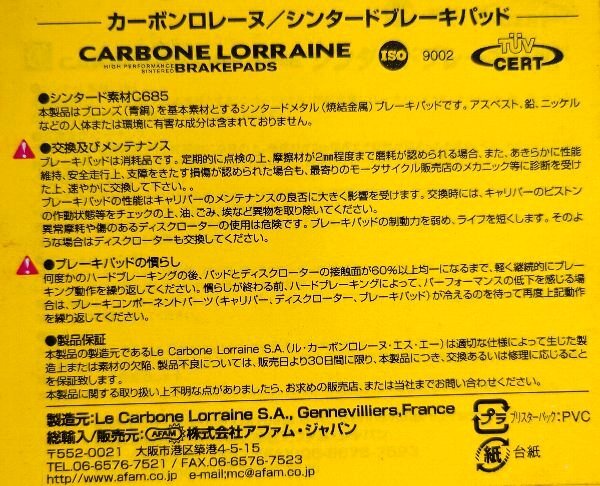 カーボンロレーヌ／シンタードブレーキパッド
CARBONE LORRAINE
HIGH PERFORMANCE SINTERED BRAKEPADS
ISO 9002
TÜV CERT
●シンタード素材C685
本製品はブロンズ（青銅）を基本素材とするシンタードメタル（焼結金属）ブレーキパッドです。アスベスト、鉛、ニッケル
などの人体または環境に有害な成分は含まれておりません。
●交換及びメンテナンス
ブレーキパッドは消耗品です。定期的に点検の上、摩擦材が2㎜程度まで磨耗が認められる場合、また、あきらかに性能
維持、安全走行上、支障をきたす損傷が認められた場合も、最寄りのモータサイクル販売店のメカニック等に診断を受け
た上、速やかに交換して下さい。。
ブレーキパッドの性能はキャリパーのメンテナンスの良否に大きく影響を受けます。交換時には、キャリパーのピストン
の作動状態等をチェックの上、油、ごみ、埃など異物を取り除いてください。
異常摩耗や傷のあるディスクローターの使用は危険です。ブレーキパッドの制動力を弱め、ライフを短くします。そのよ
うな場合はディスクローターも交換してください。
●ブレーキパッドの慣らし
何度かのハードブレーキングの後、パッドとディスクローターの接触面が60％以上均一になるまで、軽く継続的にブレー
キング動作を繰り返してください。慣らしが終わる前、ハードブレーキングによって、パーフォーマンスの低下を感じる場合
は、ブレーキコンポーネントパーツ（キャリパー、ディスクローター、ブレーキパッド）が冷えるのを待って再度上記動作
を繰り返してください。
●製品保証
本製品の製造元であるLe Carbone Lorraine S.A.（ル・カーボンロレーヌ・エス・エー）は適切な仕様によって生じた製
造上または素材の欠陥、製品不良については、販売日より30日間に限り、本製品につき、交換あるいは修理に応じること
を保証致します。
本製品に関する取り扱い上不明な点がありましたら、お求めの販売店、または当社までお問い合わせください。
製造元:Le Carbone Lorraine S.A., Gennevilliers,France
総輸入/販売元: AFAM 株式会社アファム・ジャパン
〒552-0021 大阪市港区築港4-5-15
TEL.06-6576-7521 / FAX.06-6576-7523
http//www.afam.co.jp e-mail;mc@afam.co.jp
プラ ブリスターパック:PVC
紙 台紙